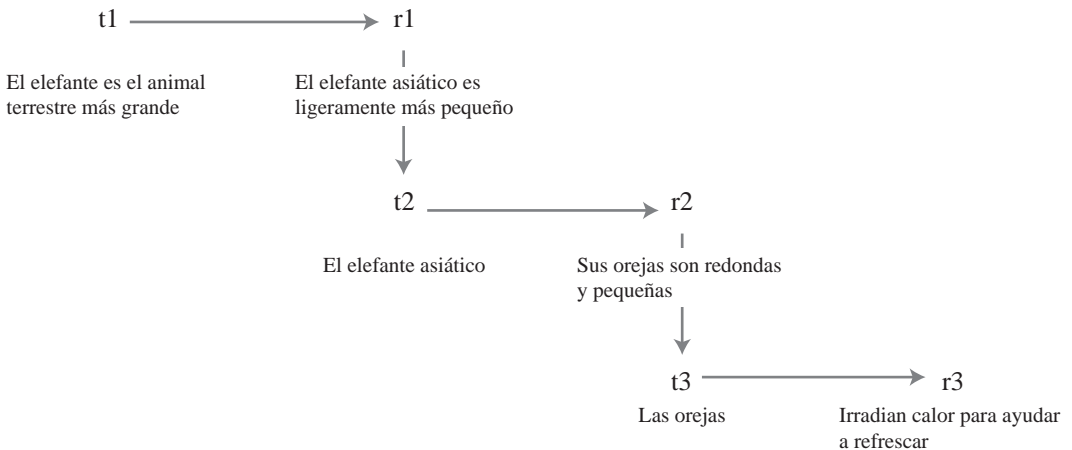 t1 r1
El elefante es el animal
terrestre más grande
El elefante asiático es
ligeramente más pequeño
t2 r2
El elefante asiático
Sus orejas son redondas
y pequeñas
t3 r3
Las orejas
Irradian calor para ayudar
a refrescar